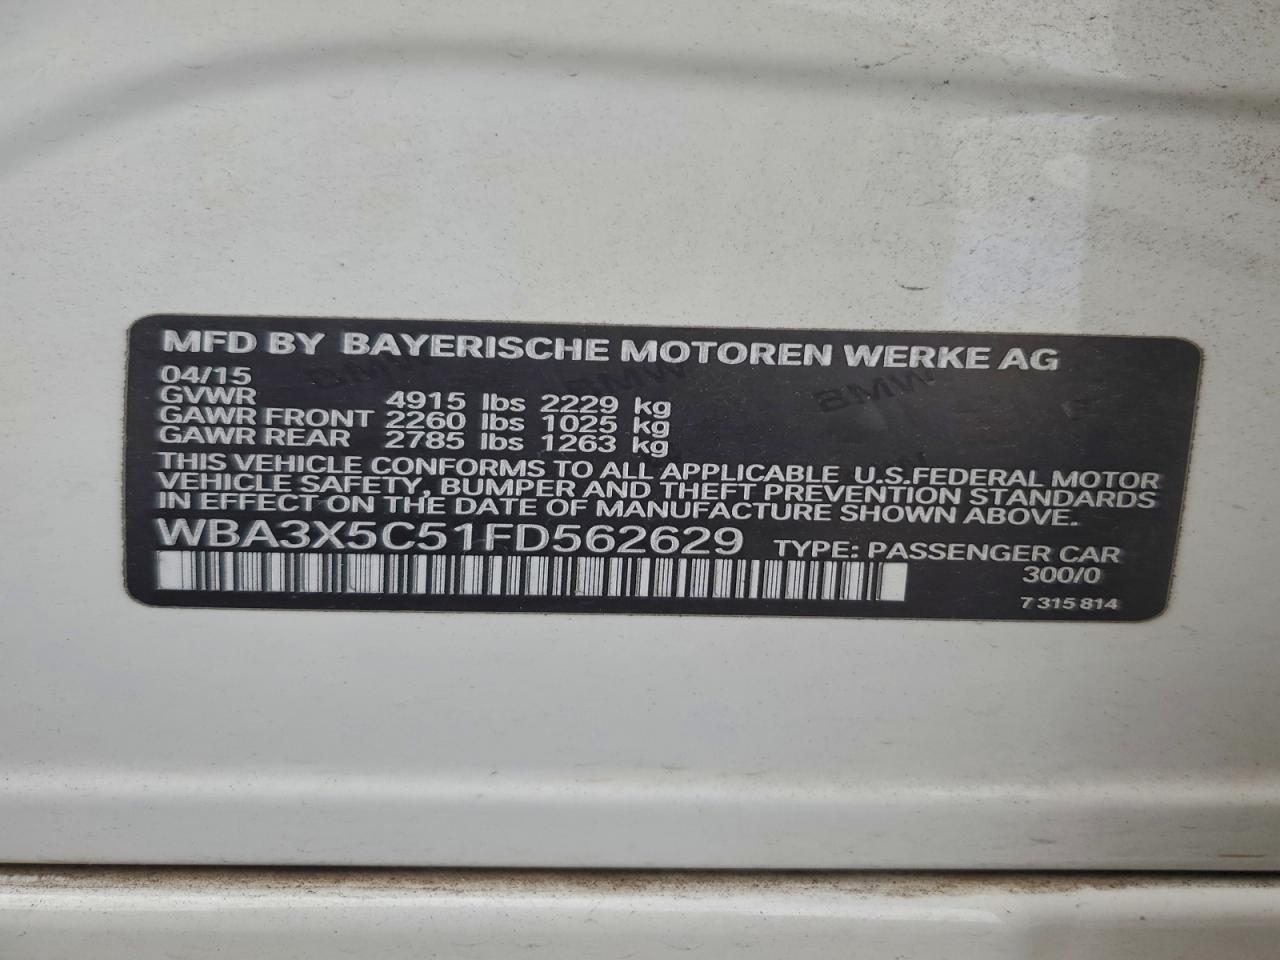 MFD BY BAYERISCHE MOTOREN WERKE AG
04/15
GVWR 4915 lbs 2229 kg
GAWR FRONT 2260 lbs 1025 kg
GAWR REAR 2785 lbs 1263 kg
THIS VEHICLE CONFORMS TO ALL APPLICABLE U.S.FEDERAL MOTOR
VEHICLE SAFETY, BUMPER AND THEFT PREVENTION STANDARDS
IN EFFECT ON THE DATE OF MANUFACTURE SHOWN ABOVE.
WBA3X5C51FD562629 TYPE: PASSENGER CAR
300/0
7 315 814
BMW BMW BMW